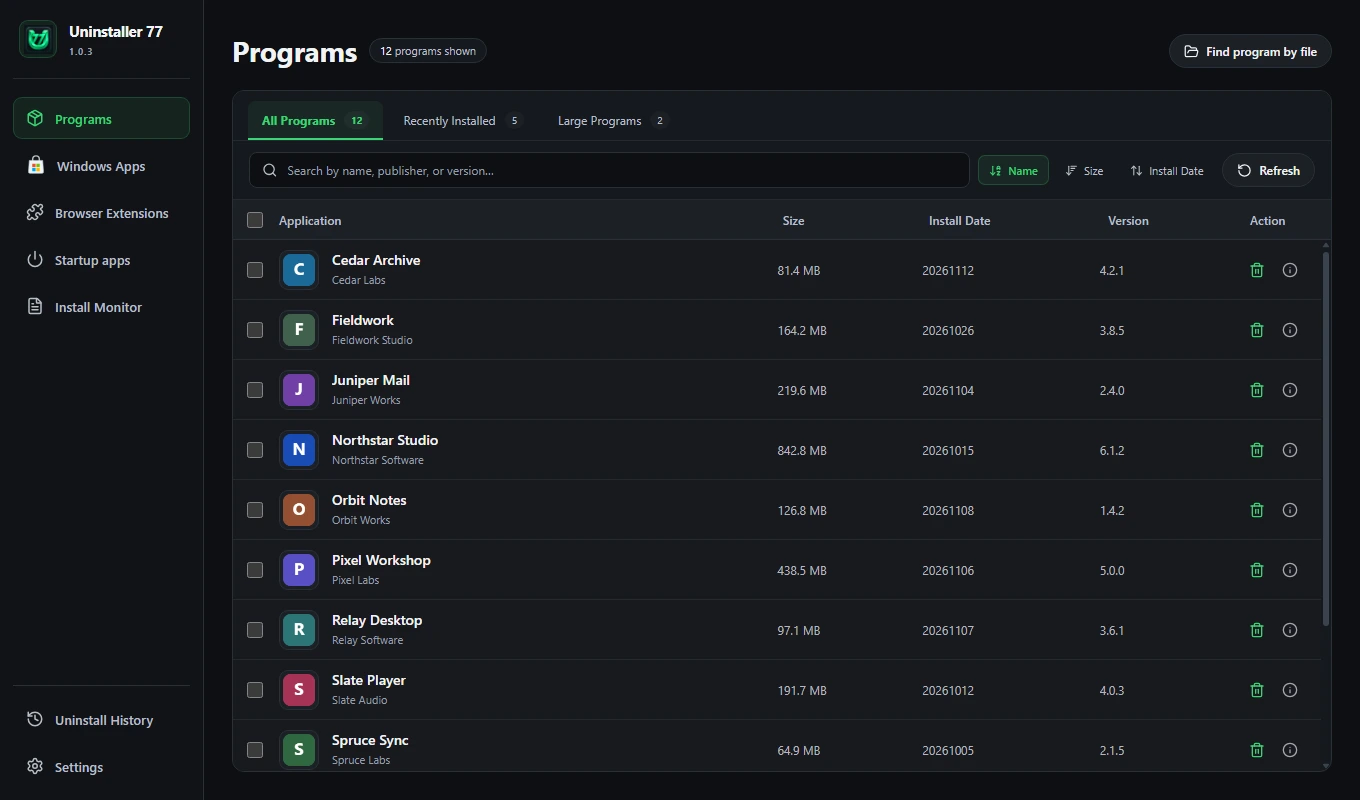 Uninstaller 77
1.0.3
Programs
Windows Apps
Browser Extensions
Startup apps
Install Monitor
Uninstall History
Settings
Programs 12 programs shown Find program by file
All Programs 12 Recently Installed 5 Large Programs 2
Search by name, publisher, or version... Name Size Install Date Refresh
Application Size Install Date Version Action
C Cedar Archive 81.4 MB 20261112 4.2.1
Cedar Labs
F Fieldwork 164.2 MB 20261026 3.8.5
Fieldwork Studio
J Juniper Mail 219.6 MB 20261104 2.4.0
Juniper Works
N Northstar Studio 842.8 MB 20261015 6.1.2
Northstar Software
O Orbit Notes 126.8 MB 20261108 1.4.2
Orbit Works
P Pixel Workshop 438.5 MB 20261106 5.0.0
Pixel Labs
R Relay Desktop 97.1 MB 20261107 3.6.1
Relay Software
S Slate Player 191.7 MB 20261012 4.0.3
Slate Audio
S Spruce Sync 64.9 MB 20261005 2.1.5
Spruce Labs